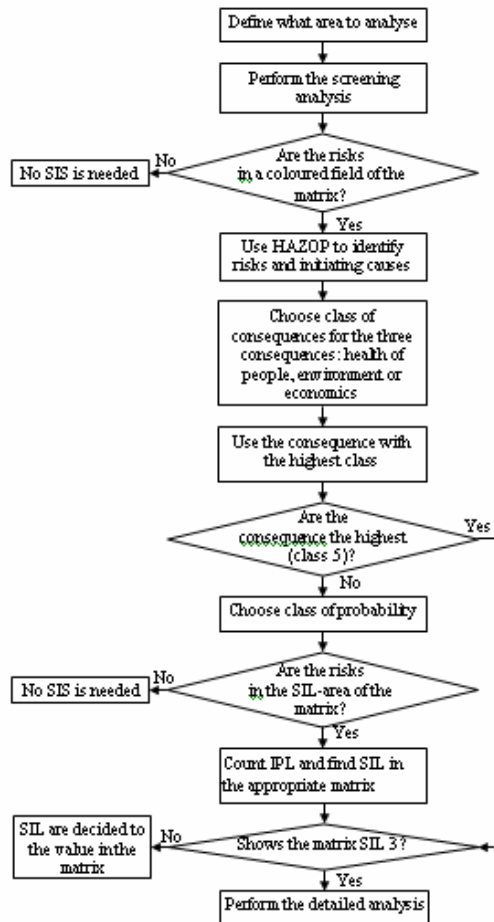 Define what area to analyse
Perform the screening
analysis
Are the risks
in a coloured field of the
matrix?
No
No SIS is needed
Yes
Use HAZOP to identify
risks and initiating causes
Choose class of
consequences for the three
consequences: health of
people, environment or
economics
Use the consequence with
the highest class
Are the
consequence the highest
(class 5)?
Yes
No
Choose class of probability
Are the risks
in the SIL-area of the
matrix?
No
No SIS is needed
Yes
Count IPL and find SIL in
the appropriate matrix
Shows the matrix SIL 3?
No
SIL are decided to
the value in the
matrix
Yes
Perform the detailed analysis